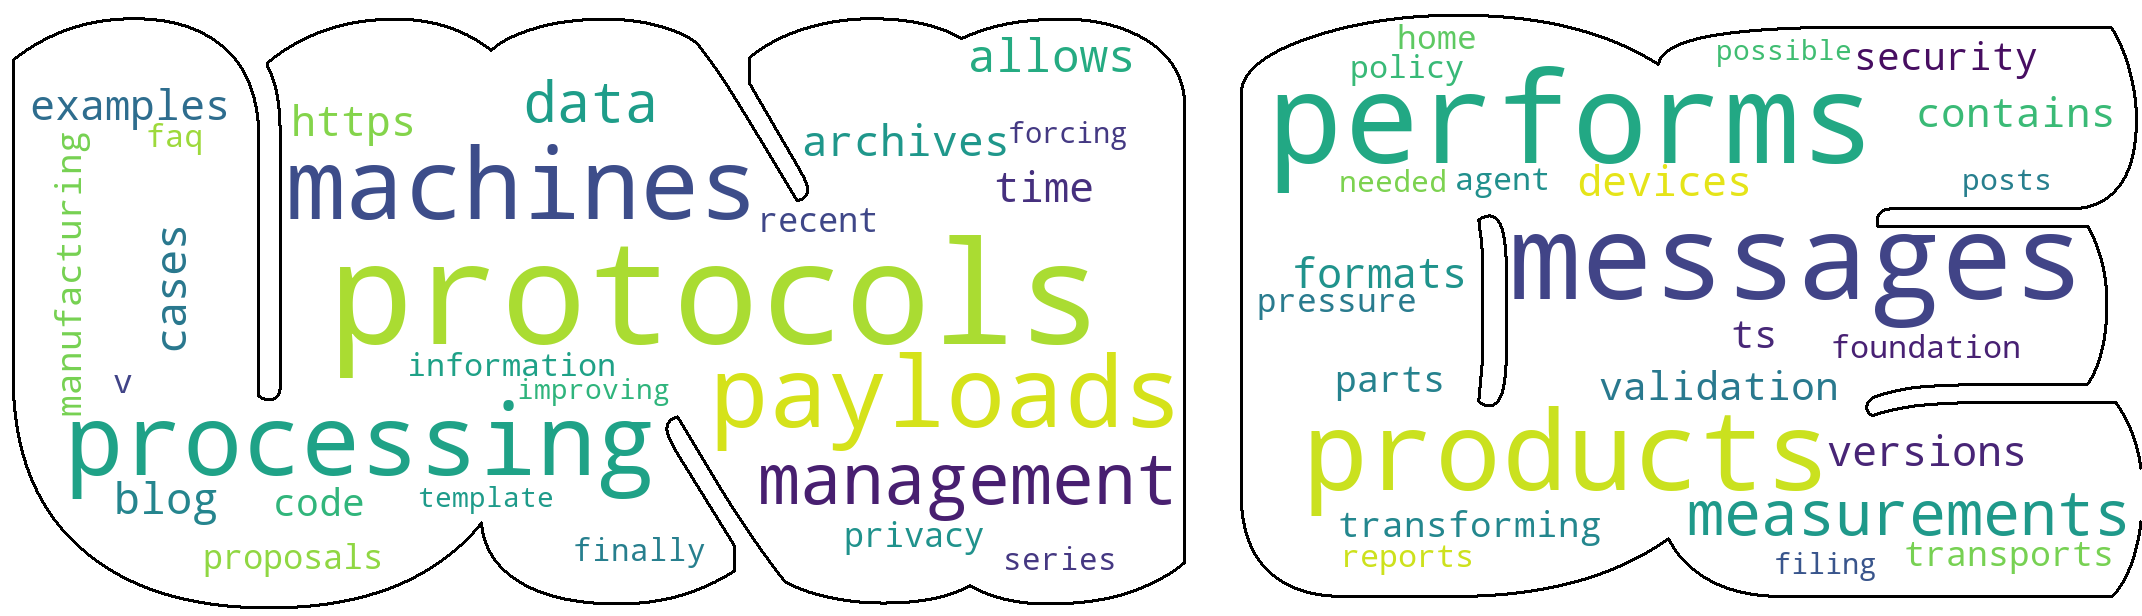 examples
faq
manufacturing
cases
v
https
data
allows
machines
archives
forcing
time
recent
protocols
information
improving
payloads
processing
management
blog
code
template
privacy
proposals
finally
series
home
possible
security
policy
performs
contains
needed
agent
devices
posts
messages
formats
pressure
ts
foundation
parts
validation
products
versions
transforming
measurements
reports
filing
transports